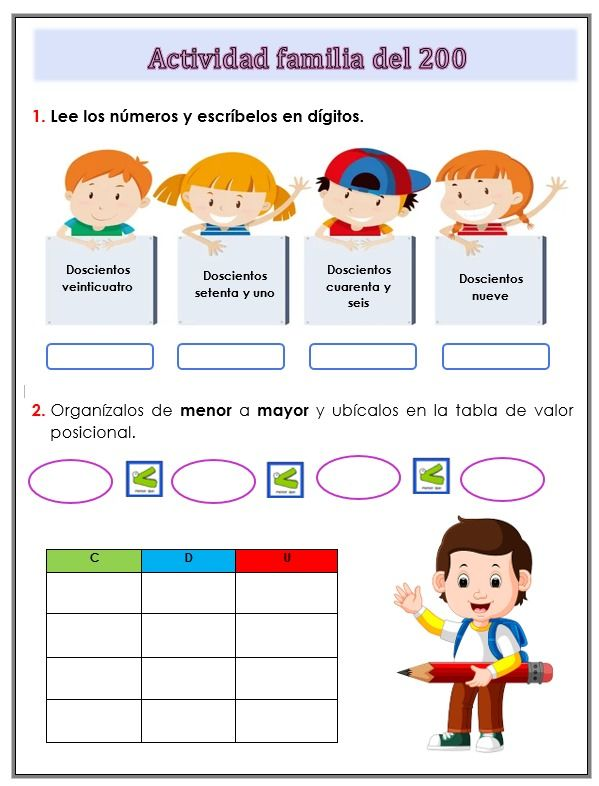 Actividad familia del 200
1. Lee los números y escríbelos en dígitos.
Doscientos
veinticuatro
Doscientos
setenta y uno
Doscientos
cuarenta y
seis
Doscientos
nueve
2. Organízalos de menor a mayor y ubícalos en la tabla de valor
posicional.
menor que
menor que
menor que
C D U